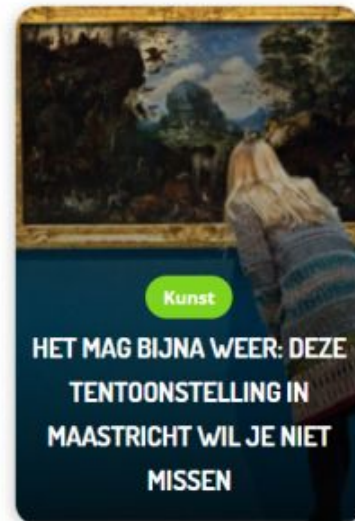 Kunst
HET MAG BIJNA WEER: DEZE
TENTOONSTELLING IN
MAASTRICHT WIL JE NIET
MISSEN